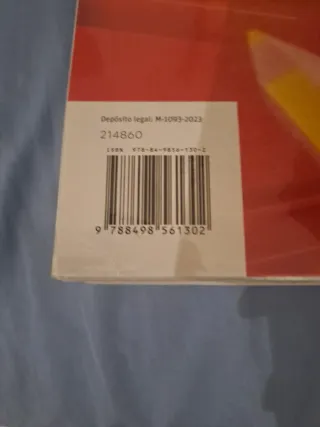 Depósito legal: M-1093-2023
214860
ISBN 978-84-9856-130-2
9 788498 561302